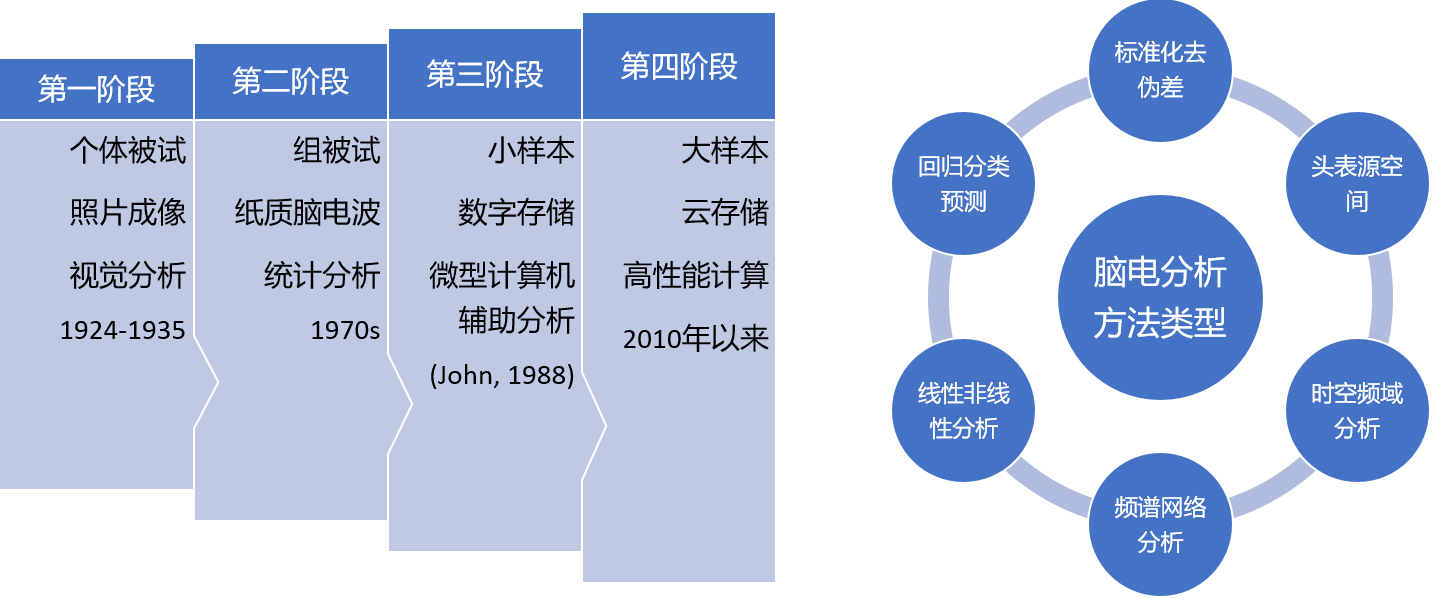 第一阶段
个体被试
照片成像
视觉分析
1924-1935
第二阶段
组被试
纸质脑电波
统计分析
1970s
第三阶段
小样本
数字存储
微型计算机
辅助分析
(John, 1988)
第四阶段
大样本
云存储
高性能计算
2010年以来
脑电分析
方法类型
标准化去
伪差
头表源空
间
时空频域
分析
频谱网络
分析
线性非线
性分析
回归分类
预测